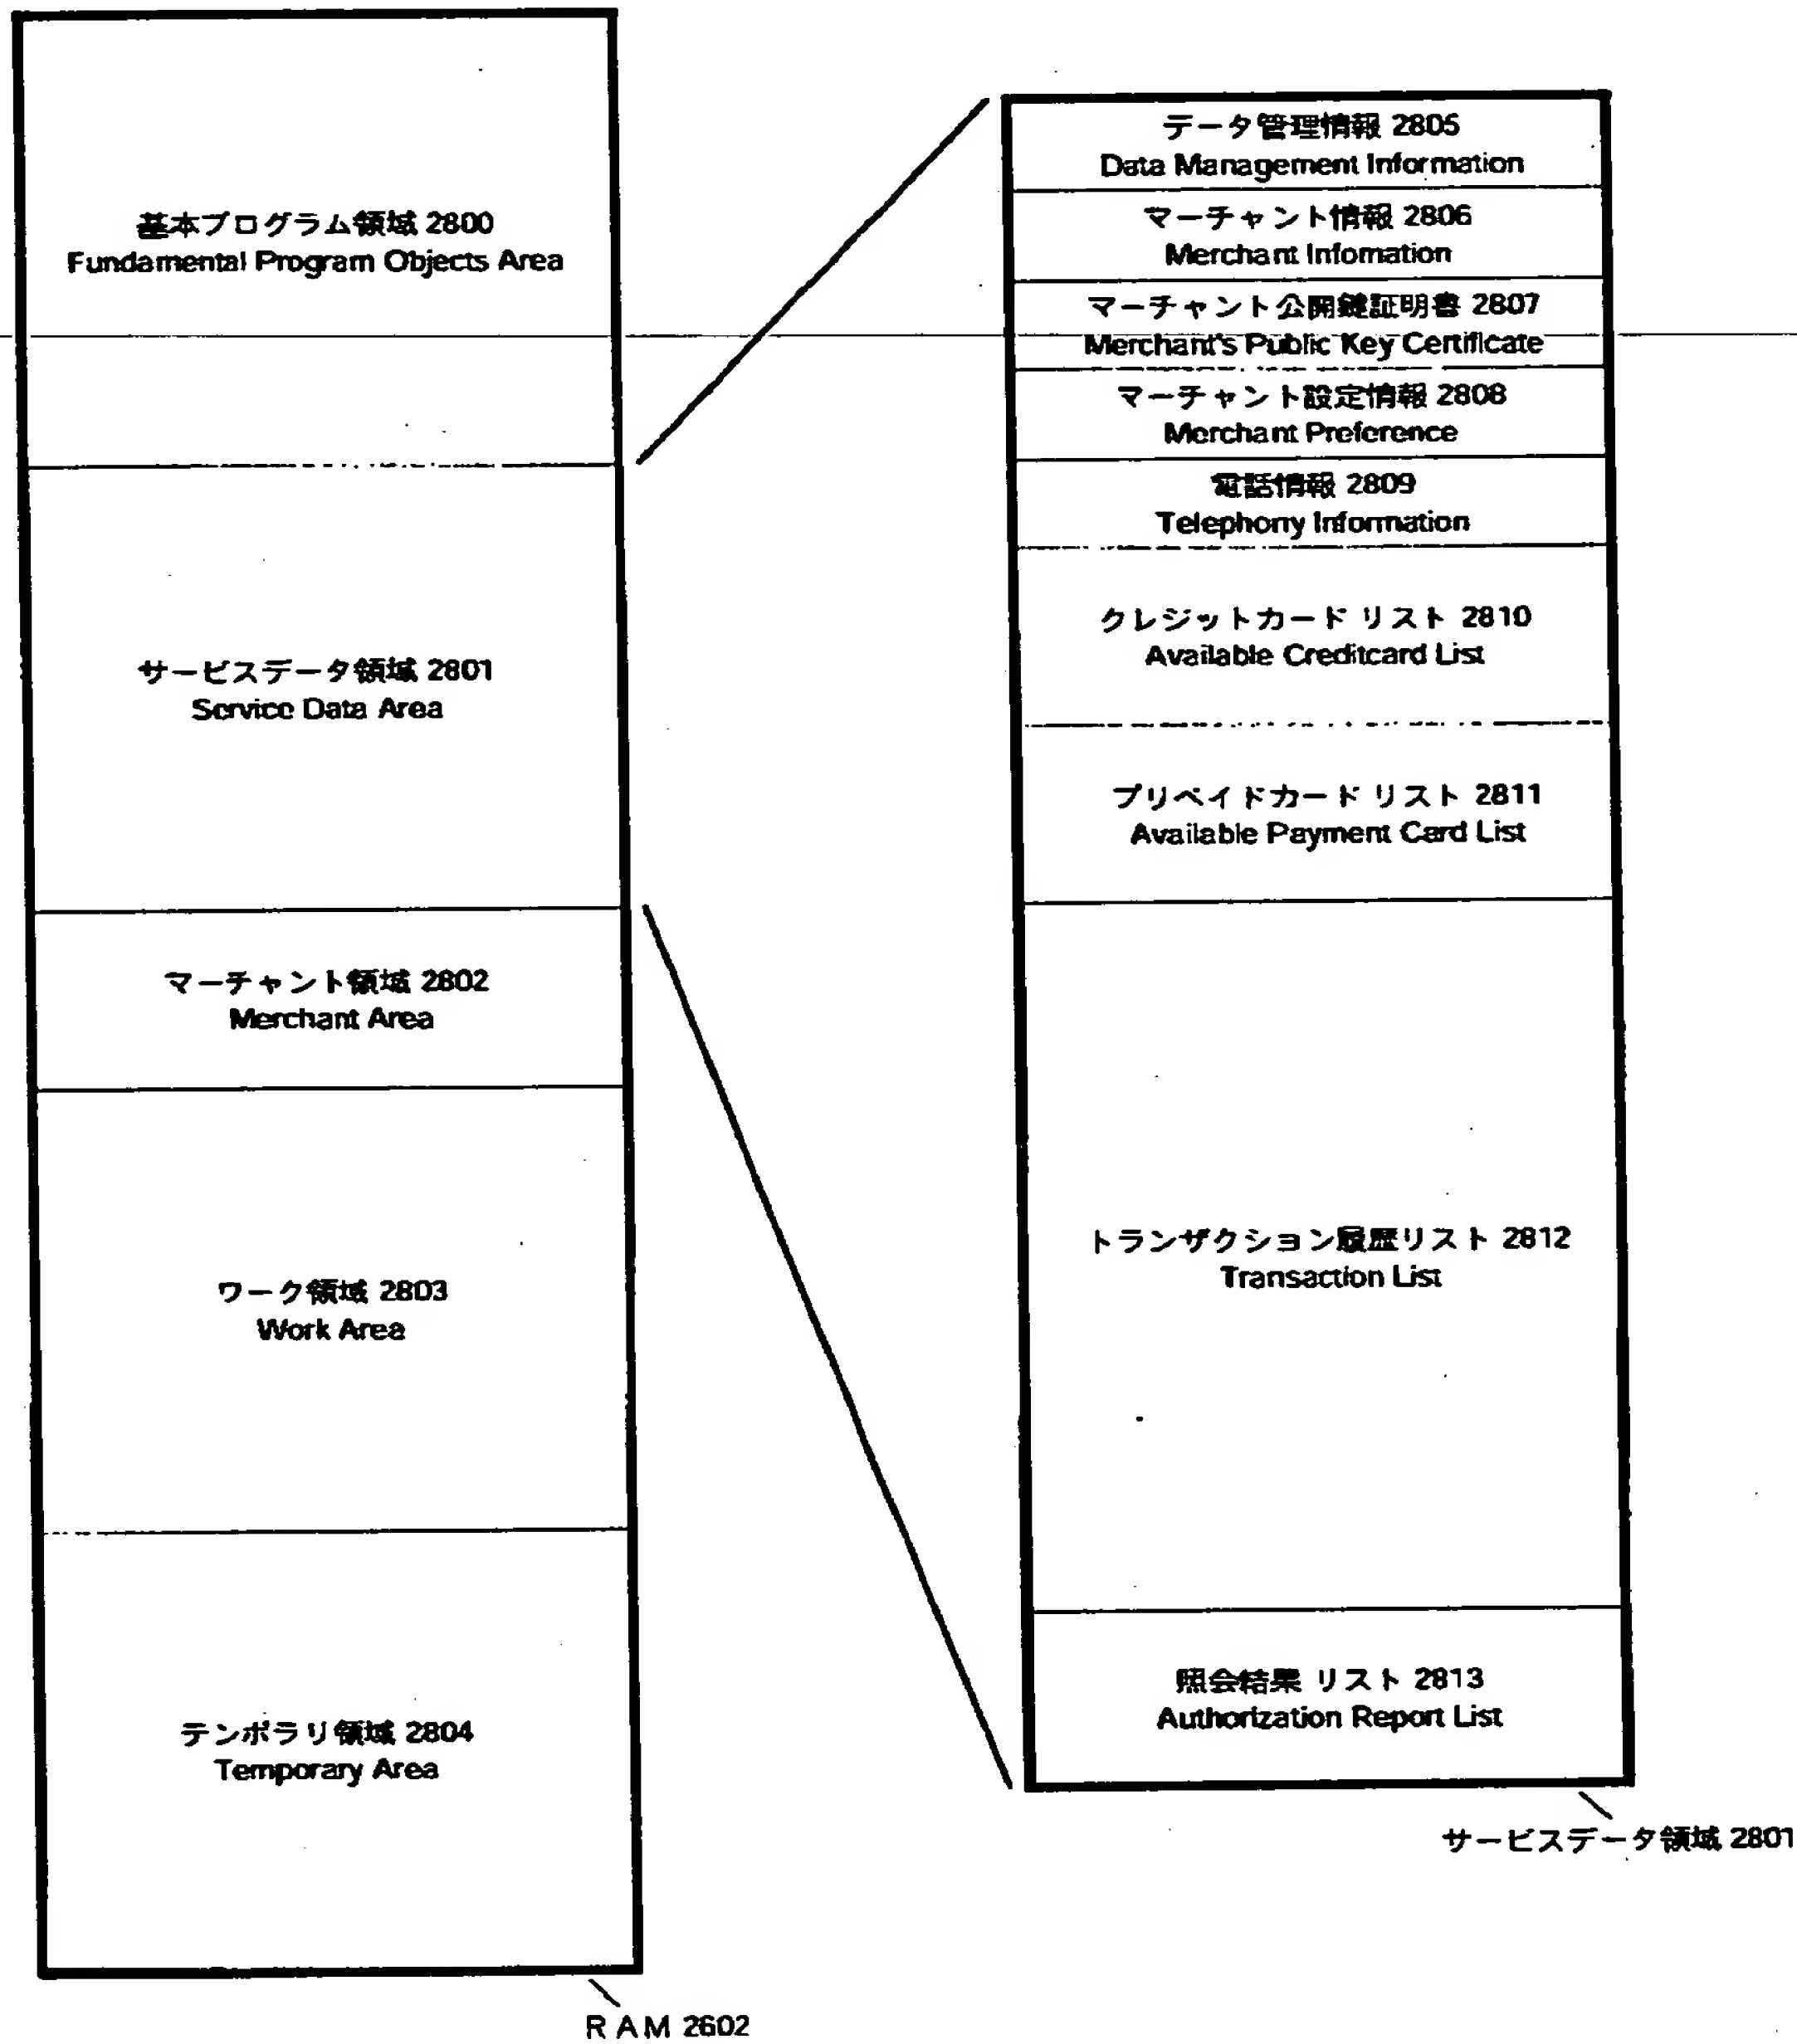 基本プログラム領域 2800
Fundamental Program Objects Area
サービスデータ領域 2801
Service Data Area
マーチャント領域 2802
Merchant Area
ワーク領域 2803
Work Area
テンポラリ領域 2804
Temporary Area
RAM 2602
データ管理情報 2805
Data Management Information
マーチャント情報 2806
Merchant Infomation
マーチャント公開鍵証明書 2807
Merchant's Public Key Certificate
マーチャント設定情報 2808
Merchant Preference
電話情報 2809
Telephony Information
クレジットカード リスト 2810
Available Creditcard List
プリペイドカード リスト 2811
Available Payment Card List
トランザクション履歴リスト 2812
Transaction List
照会結果 リスト 2813
Authorization Report List
サービスデータ領域 2801